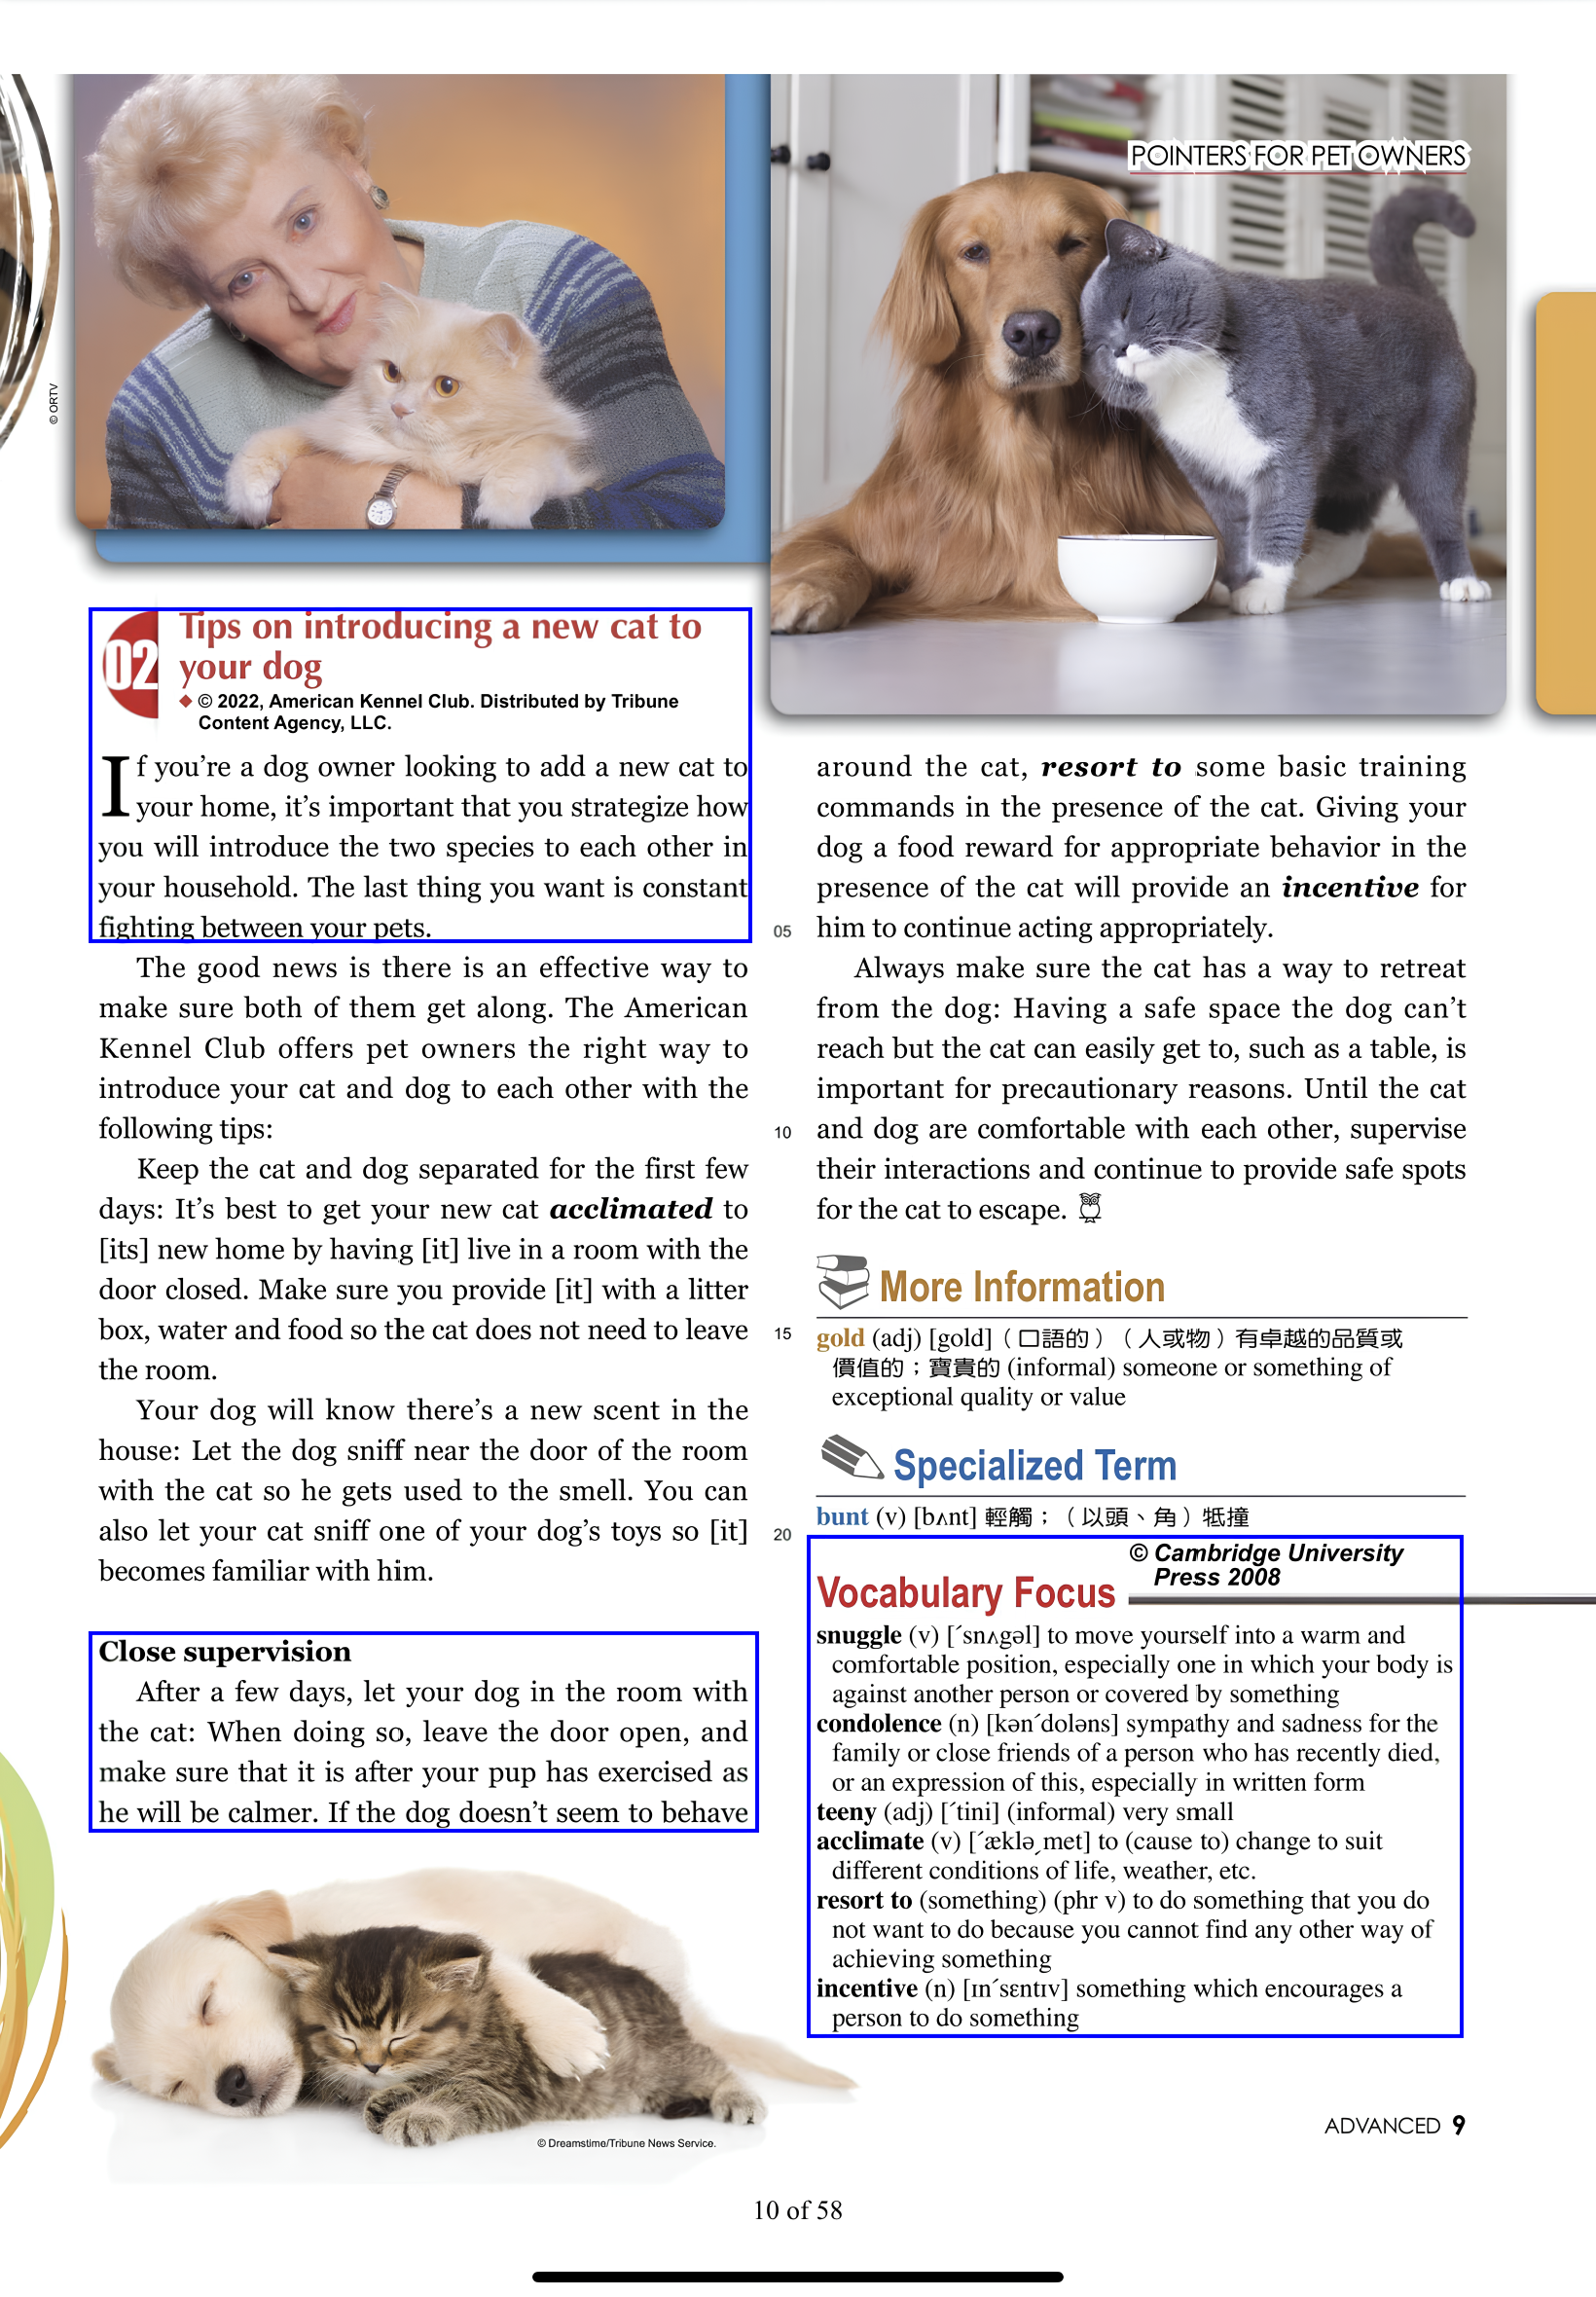 © ORTV
POINTERS FOR PET OWNERS
02
Tips on introducing a new cat to
your dog
◆ © 2022, American Kennel Club. Distributed by Tribune
Content Agency, LLC.
If you’re a dog owner looking to add a new cat to
your home, it’s important that you strategize how
you will introduce the two species to each other in
your household. The last thing you want is constant
fighting between your pets.
The good news is there is an effective way to
make sure both of them get along. The American
Kennel Club offers pet owners the right way to
introduce your cat and dog to each other with the
following tips:
Keep the cat and dog separated for the first few
days: It’s best to get your new cat acclimated to
[its] new home by having [it] live in a room with the
door closed. Make sure you provide [it] with a litter
box, water and food so the cat does not need to leave
the room.
Your dog will know there’s a new scent in the
house: Let the dog sniff near the door of the room
with the cat so he gets used to the smell. You can
also let your cat sniff one of your dog’s toys so [it]
becomes familiar with him.
Close supervision
After a few days, let your dog in the room with
the cat: When doing so, leave the door open, and
make sure that it is after your pup has exercised as
he will be calmer. If the dog doesn’t seem to behave
© Dreamstime/Tribune News Service.
05
10
15
20
around the cat, resort to some basic training
commands in the presence of the cat. Giving your
dog a food reward for appropriate behavior in the
presence of the cat will provide an incentive for
him to continue acting appropriately.
Always make sure the cat has a way to retreat
from the dog: Having a safe space the dog can’t
reach but the cat can easily get to, such as a table, is
important for precautionary reasons. Until the cat
and dog are comfortable with each other, supervise
their interactions and continue to provide safe spots
for the cat to escape.
More Information
gold (adj) [gold]（口語的）（人或物）有卓越的品質或
價值的；寶貴的 (informal) someone or something of
exceptional quality or value
Specialized Term
bunt (v) [bʌnt] 輕觸；（以頭、角）牴撞
Vocabulary Focus
© Cambridge University
Press 2008
snuggle (v) [ˊsnʌgəl] to move yourself into a warm and
comfortable position, especially one in which your body is
against another person or covered by something
condolence (n) [kənˊdoləns] sympathy and sadness for the
family or close friends of a person who has recently died,
or an expression of this, especially in written form
teeny (adj) [ˊtini] (informal) very small
acclimate (v) [ˊækləˏmet] to (cause to) change to suit
different conditions of life, weather, etc.
resort to (something) (phr v) to do something that you do
not want to do because you cannot find any other way of
achieving something
incentive (n) [ɪnˊsɛntɪv] something which encourages a
person to do something
ADVANCED 9
10 of 58